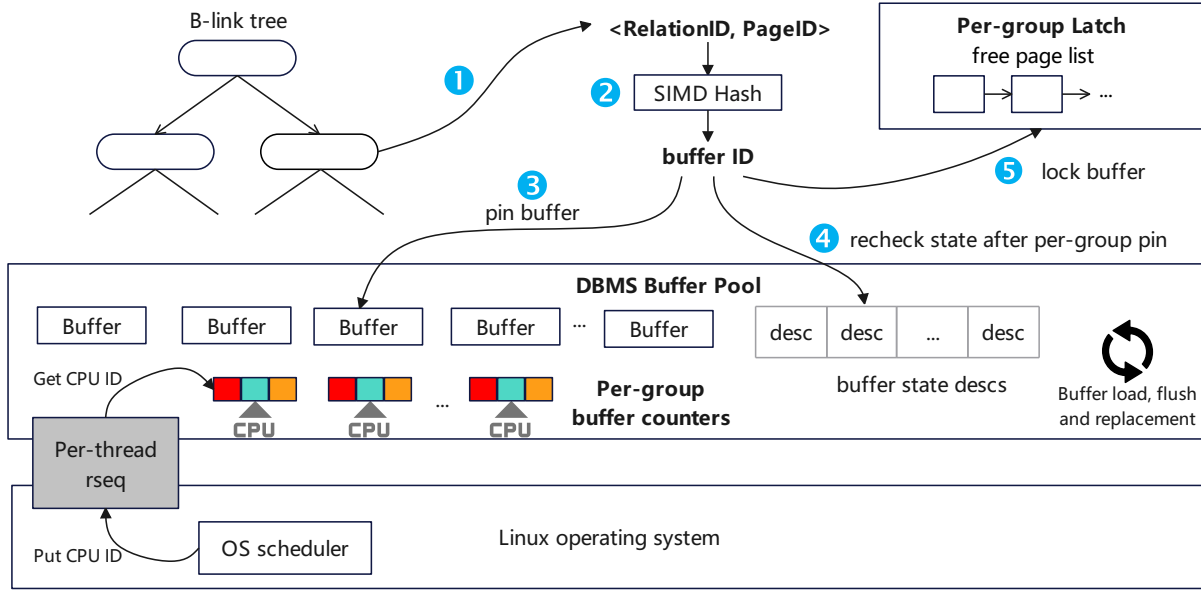 B-link tree
1
<RelationID, PageID>
2
SIMD Hash
buffer ID
Per-group Latch
free page list
...
3
pin buffer
5
lock buffer
4
recheck state after per-group pin
DBMS Buffer Pool
Buffer
Buffer
Buffer
Buffer
...
Buffer
desc
desc
...
desc
buffer state descs
Get CPU ID
CPU
CPU
...
CPU
Per-group
buffer counters
Buffer load, flush
and replacement
Per-thread
rseq
Put CPU ID
OS scheduler
Linux operating system